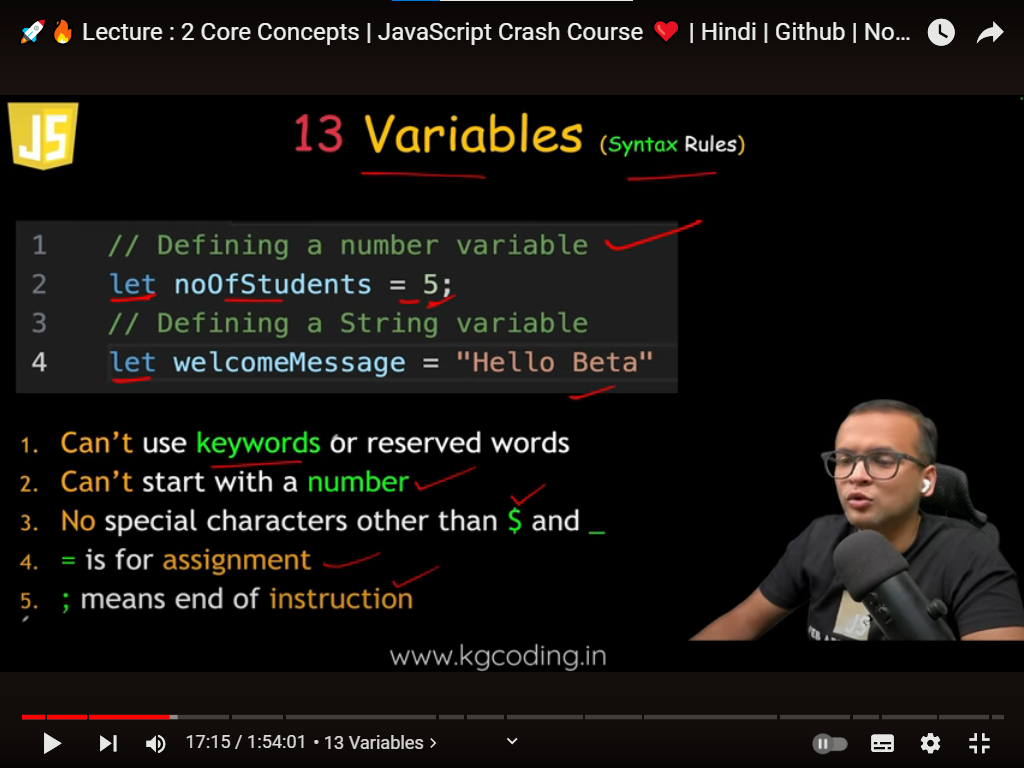 🚀🔥 Lecture : 2 Core Concepts | JavaScript Crash Course ❤️ | Hindi | Github | No...
JS
13 Variables (Syntax Rules)
1 // Defining a number variable
2 let noOfStudents = 5;
3 // Defining a String variable
4 let welcomeMessage = "Hello Beta"
1. Can't use keywords or reserved words
2. Can't start with a number
3. No special characters other than $ and _
4. = is for assignment
5. ; means end of instruction
JS
www.kgcoding.in
17:15 / 1:54:01 • 13 Variables >